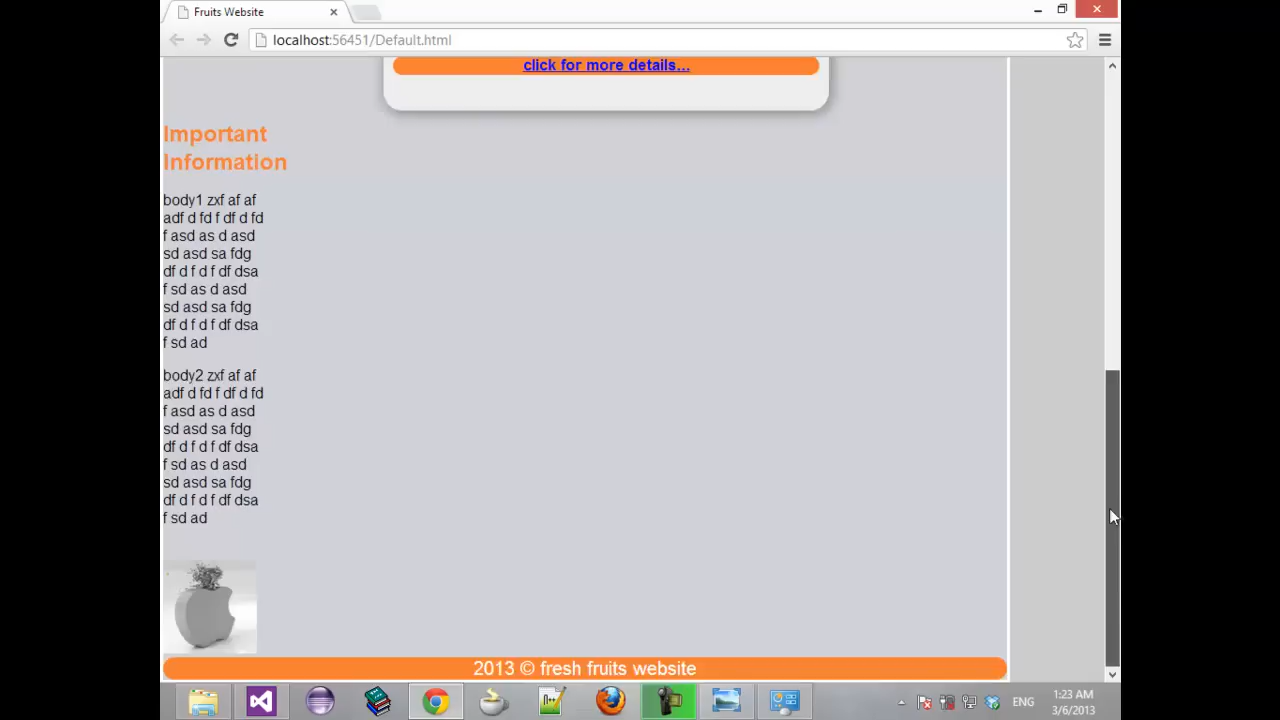 Fruits Website
localhost:56451/Default.html
click for more details...
Important
Information
body1 zxf af af
adf d fd f df d fd
f asd as d asd
sd asd sa fdg
df d f d f df dsa
f sd as d asd
sd asd sa fdg
df d f d f df dsa
f sd ad
body2 zxf af af
adf d fd f df d fd
f asd as d asd
sd asd sa fdg
df d f d f df dsa
f sd as d asd
sd asd sa fdg
df d f d f df dsa
f sd ad
2013 © fresh fruits website
ENG
1:23 AM
3/6/2013